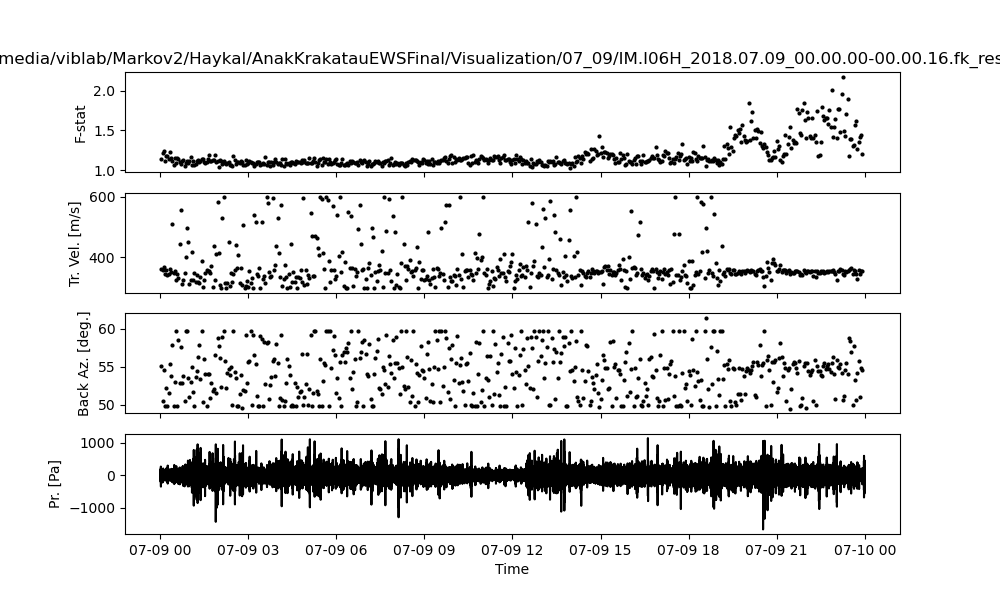 media/viblab/Markov2/Haykal/AnakKrakatauEWSFinal/Visualization/07_09/IM.I06H_2018.07.09_00.00.00-00.00.16.fk_res
F-stat
2.0
1.5
1.0
Tr. Vel. [m/s]
600
400
Back Az. [deg.]
60
55
50
Pr. [Pa]
1000
0
−1000
07-09 00 07-09 03 07-09 06 07-09 09 07-09 12 07-09 15 07-09 18 07-09 21 07-10 00
Time